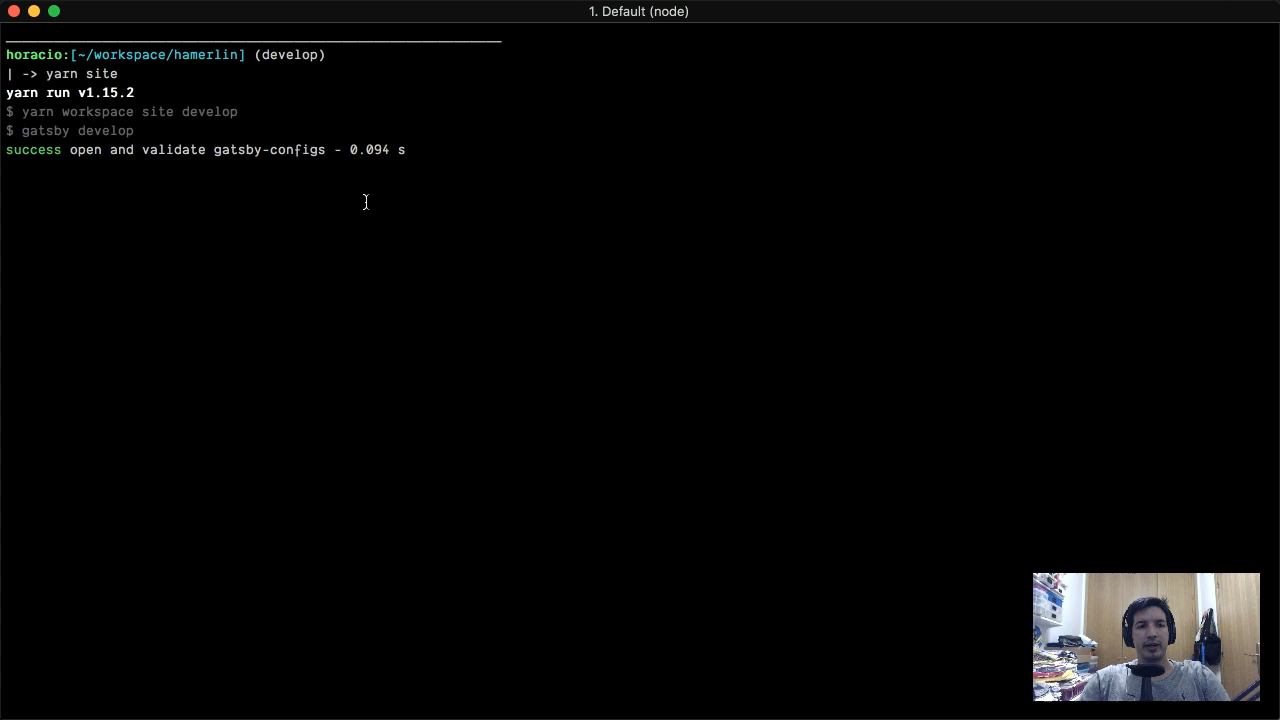 1. Default (node)
horacio:[~/workspace/hamerlin] (develop)
| -> yarn site
yarn run v1.15.2
$ yarn workspace site develop
$ gatsby develop
success open and validate gatsby-configs - 0.094 s